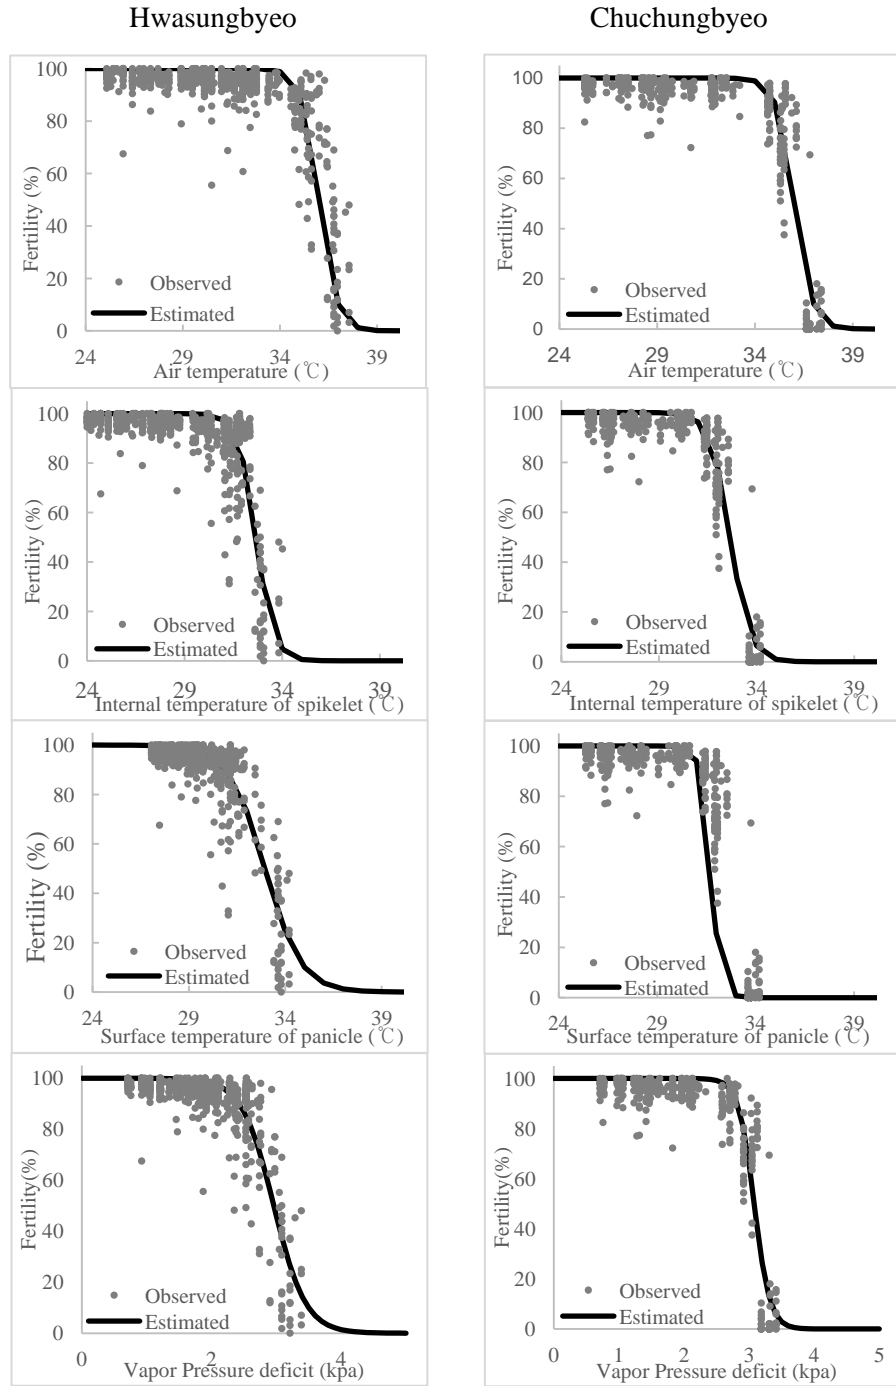 Hwasungbyeo
Chuchungbyeo
100
80
60
40
20
0
Fertility (%)
Observed
Estimated
24 29 34 39
Air temperature (℃)
100
80
60
40
20
0
Fertility (%)
Observed
Estimated
24 29 34 39
Air temperature (℃)
100
80
60
40
20
0
Fertility (%)
Observed
Estimated
24 29 34 39
Internal temperature of spikelet (℃)
100
80
60
40
20
0
Fertility (%)
Observed
Estimated
24 29 34 39
Internal temperature of spikelet (℃)
100
80
60
40
20
0
Fertility (%)
Observed
Estimated
24 29 34 39
Surface temperature of panicle (℃)
100
80
60
40
20
0
Fertility (%)
Observed
Estimated
24 29 34 39
Surface temperature of panicle (℃)
100
80
60
40
20
0
Fertility(%)
Observed
Estimated
0 2 4
Vapor Pressure deficit (kpa)
100
80
60
40
20
0
Fertility(%)
Observed
Estimated
0 1 2 3 4 5
Vapor Pressure deficit (kpa)